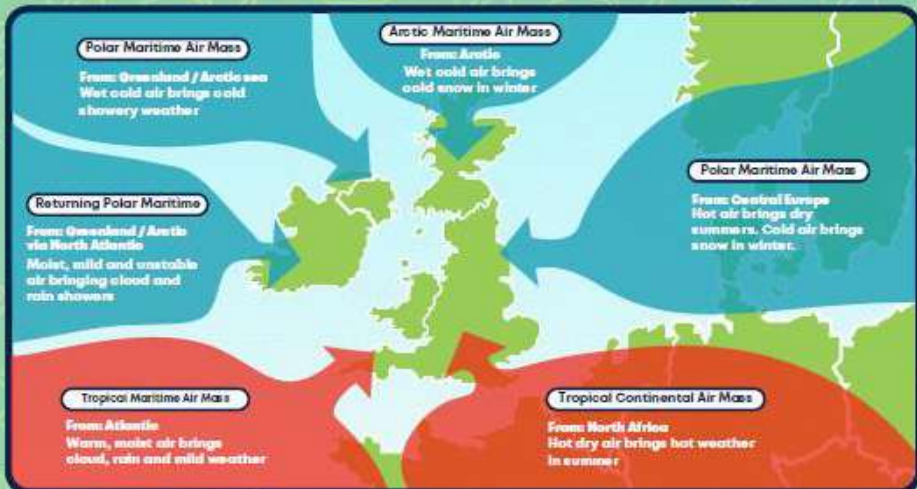 Polar Maritime Air Mass
From: Greenland / Arctic sea
Wet cold air brings cold
showery weather
Arctic Maritime Air Mass
From: Arctic
Wet cold air brings
cold snow in winter
Polar Maritime Air Mass
From: Central Europe
Hot air brings dry
summers. Cold air brings
snow in winter.
Returning Polar Maritime
From: Greenland / Arctic
via North Atlantic
Moist, mild and unstable
air bringing cloud and
rain showers
Tropical Maritime Air Mass
From: Atlantic
Warm, moist air brings
cloud, rain and mild weather
Tropical Continental Air Mass
From: North Africa
Hot dry air brings hot weather
in summer